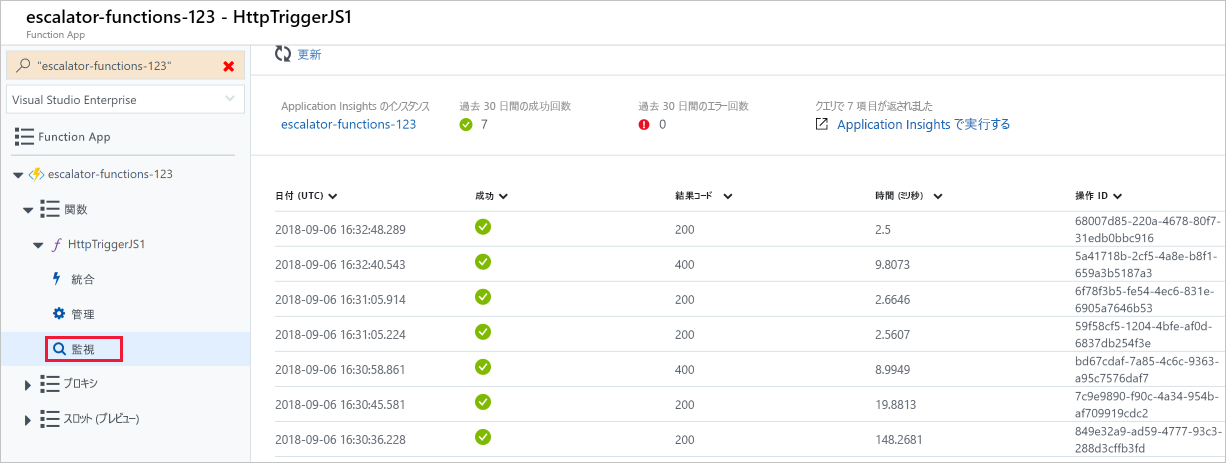 escalator-functions-123 - HttpTriggerJS1
Function App
"escalator-functions-123"
Visual Studio Enterprise
Function App
escalator-functions-123
関数
HttpTriggerJS1
統合
管理
監視
プロキシ
スロット (プレビュー)
更新
Application Insights のインスタンス 過去 30 日間の成功回数 過去 30 日間のエラー回数 クエリで 7 項目が返されました
escalator-functions-123 7 0 Application Insights で実行する
日付 (UTC) 成功 結果コード 時間 (ミリ秒) 操作 ID
2018-09-06 16:32:48.289 200 2.5 68007d85-220a-4678-80f7-
31edb0bbc916
2018-09-06 16:32:40.543 400 9.8073 5a41718b-2cf5-4a8e-b8f1-
659a3b5187a3
2018-09-06 16:31:05.914 200 2.6646 6f78f3b5-fe54-4ec6-831e-
6905a7646b53
2018-09-06 16:31:05.224 200 2.5607 59f58cf5-1204-4bfe-af0d-
6837db254f3e
2018-09-06 16:30:58.861 400 8.9949 bd67cdaf-7a85-4c6c-9363-
a95c7576daf7
2018-09-06 16:30:45.581 200 19.8813 7c9e9890-f90c-4a34-954b-
af709919cdc2
2018-09-06 16:30:36.228 200 148.2681 849e32a9-ad59-4777-93c3-
288d3cffb3fd